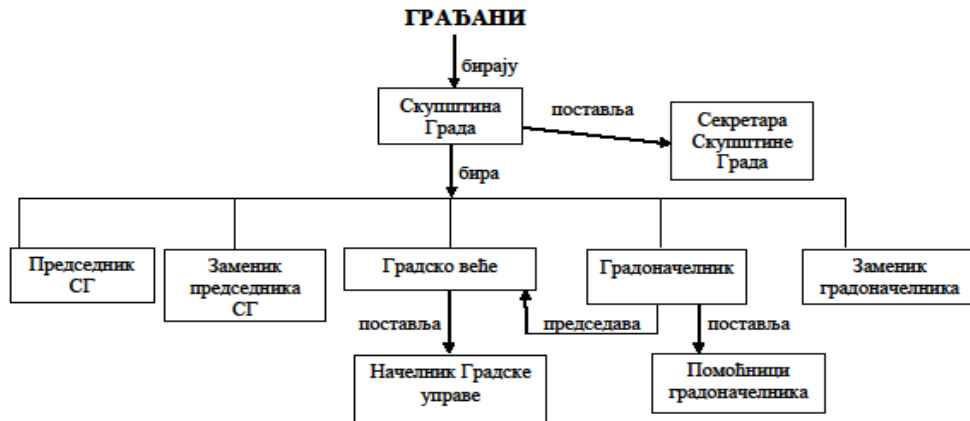 ГРАЂАНИ
бирају
Скупштина
Града
поставља
Секретара
Скупштине
Града
бира
Председник
СГ
Заменик
председника
СГ
Градско веће
Градоначелник
Заменик
градоначелника
поставља
председава
поставља
Начелник Градске
управе
Помоћници
градоначелника